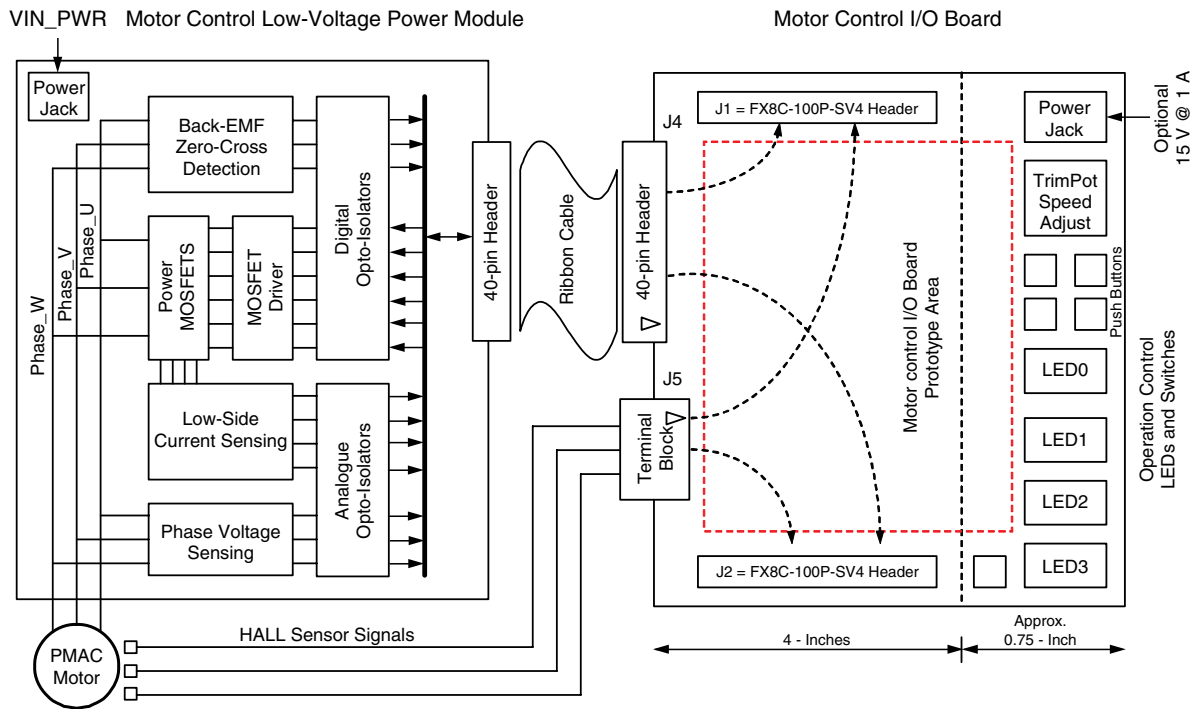 VIN_PWR
Motor Control Low-Voltage Power Module
Motor Control I/O Board
Power
Jack
Back-EMF
Zero-Cross
Detection
Digital
Opto-Isolators
Power
MOSFETS
MOSFET
Driver
Phase_U
Phase_V
Phase_W
Low-Side
Current Sensing
Analogue
Opto-Isolators
Phase Voltage
Sensing
40-pin Header
Ribbon Cable
J4
40-pin Header
J5
Terminal
Block
J1 = FX8C-100P-SV4 Header
Motor control I/O Board
Prototype Area
J2 = FX8C-100P-SV4 Header
Power
Jack
Optional
15 V @ 1 A
TrimPot
Speed
Adjust
Push Buttons
LED0
LED1
LED2
LED3
Operation Control
LEDs and Switches
HALL Sensor Signals
PMAC
Motor
4 - Inches
Approx.
0.75 - Inch